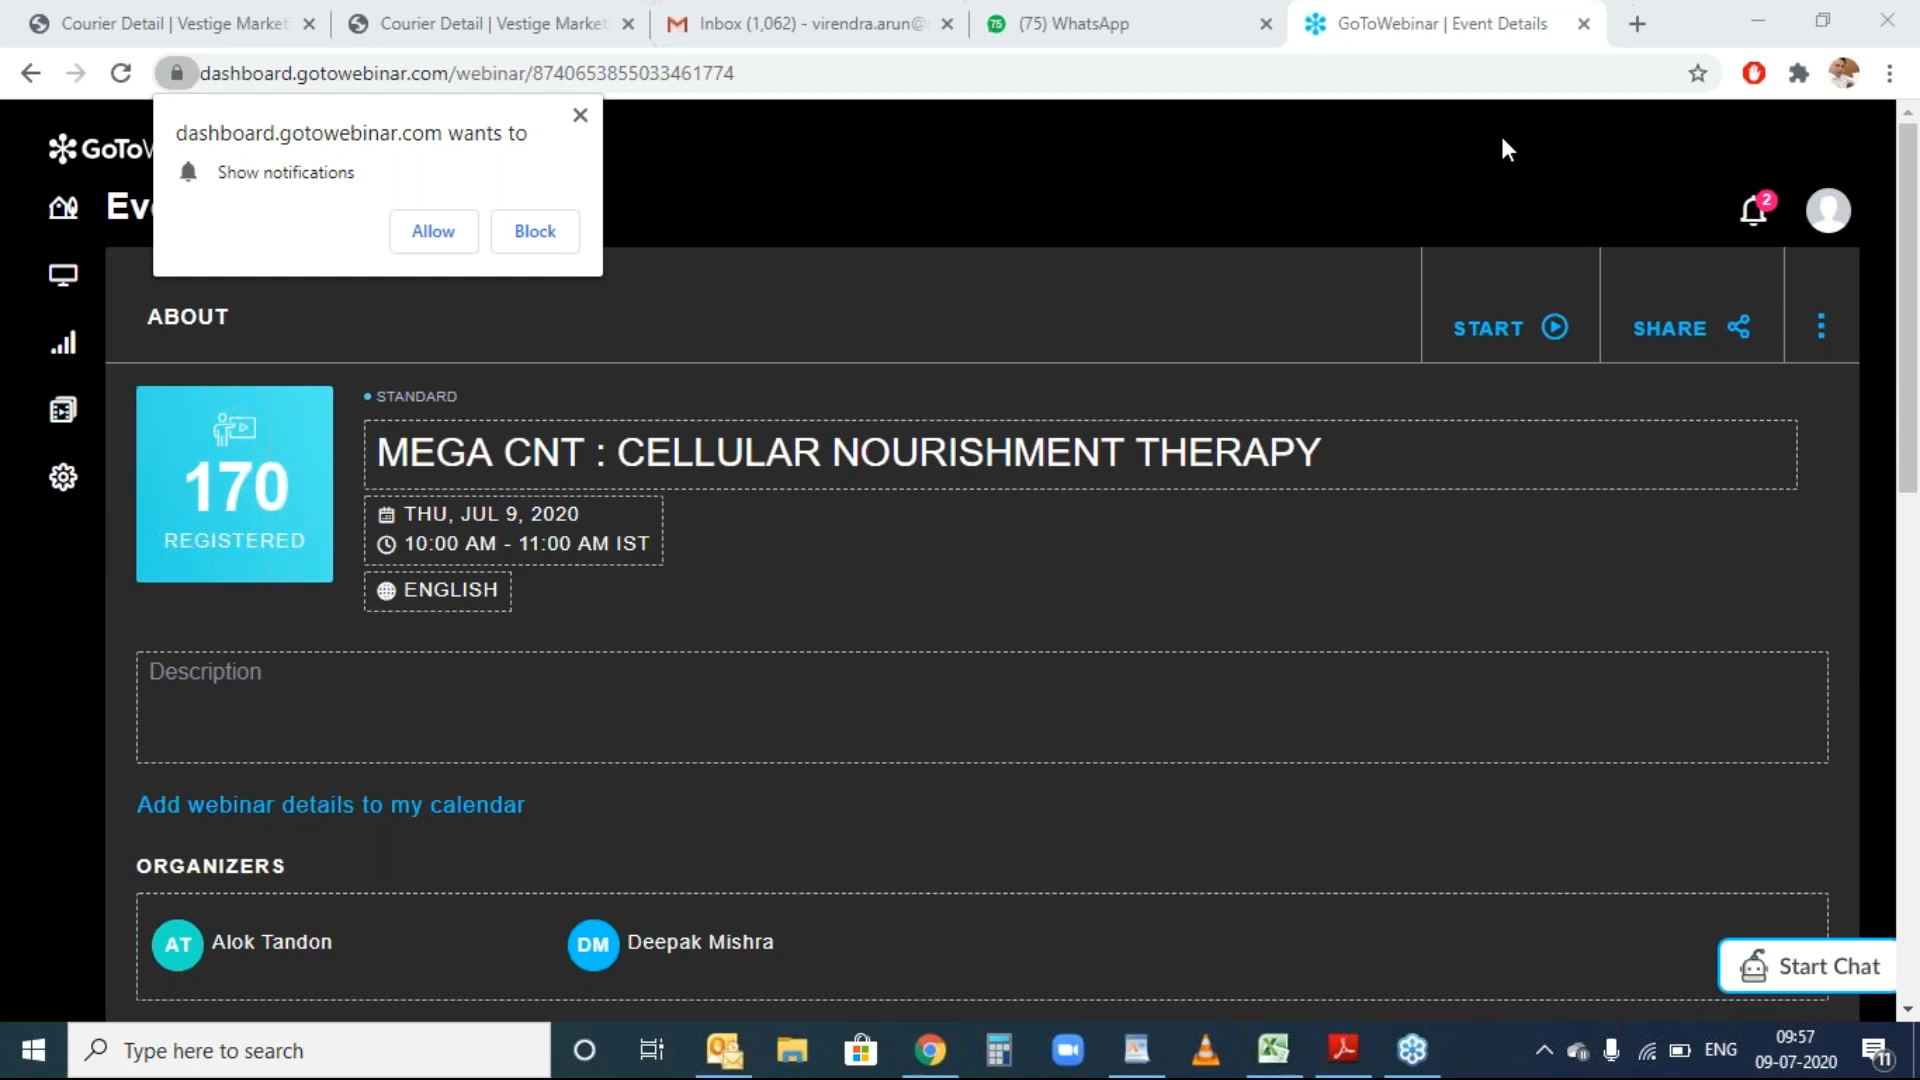 Courier Detail | Vestige Market
Courier Detail | Vestige Market
Inbox (1,062) - virendra.arun@
75
(75) WhatsApp
GoToWebinar | Event Details
dashboard.gotowebinar.com/webinar/8740653855033461774
dashboard.gotowebinar.com wants to
Show notifications
Allow
Block
GoTo
2
ABOUT
START
SHARE
170
REGISTERED
STANDARD
MEGA CNT : CELLULAR NOURISHMENT THERAPY
THU, JUL 9, 2020
10:00 AM - 11:00 AM IST
ENGLISH
Description
Add webinar details to my calendar
ORGANIZERS
AT
Alok Tandon
DM
Deepak Mishra
Start Chat
Type here to search
ENG
09:57
09-07-2020
11